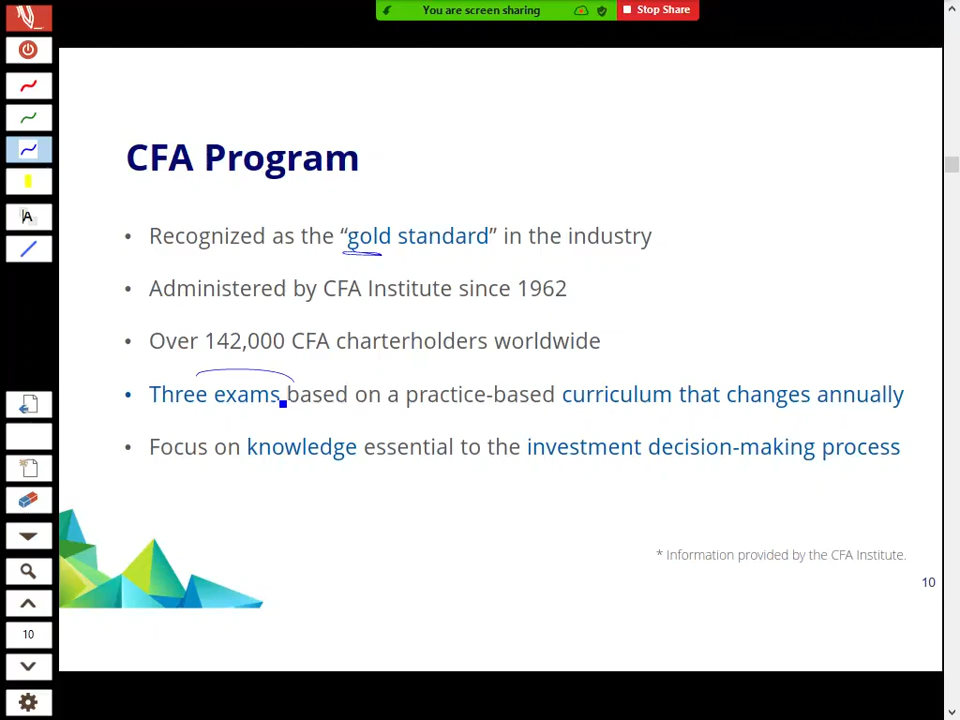 You are screen sharing
Stop Share
CFA Program
• Recognized as the “gold standard” in the industry
• Administered by CFA Institute since 1962
• Over 142,000 CFA charterholders worldwide
• Three exams based on a practice-based curriculum that changes annually
• Focus on knowledge essential to the investment decision-making process
* Information provided by the CFA Institute.
10
A
10